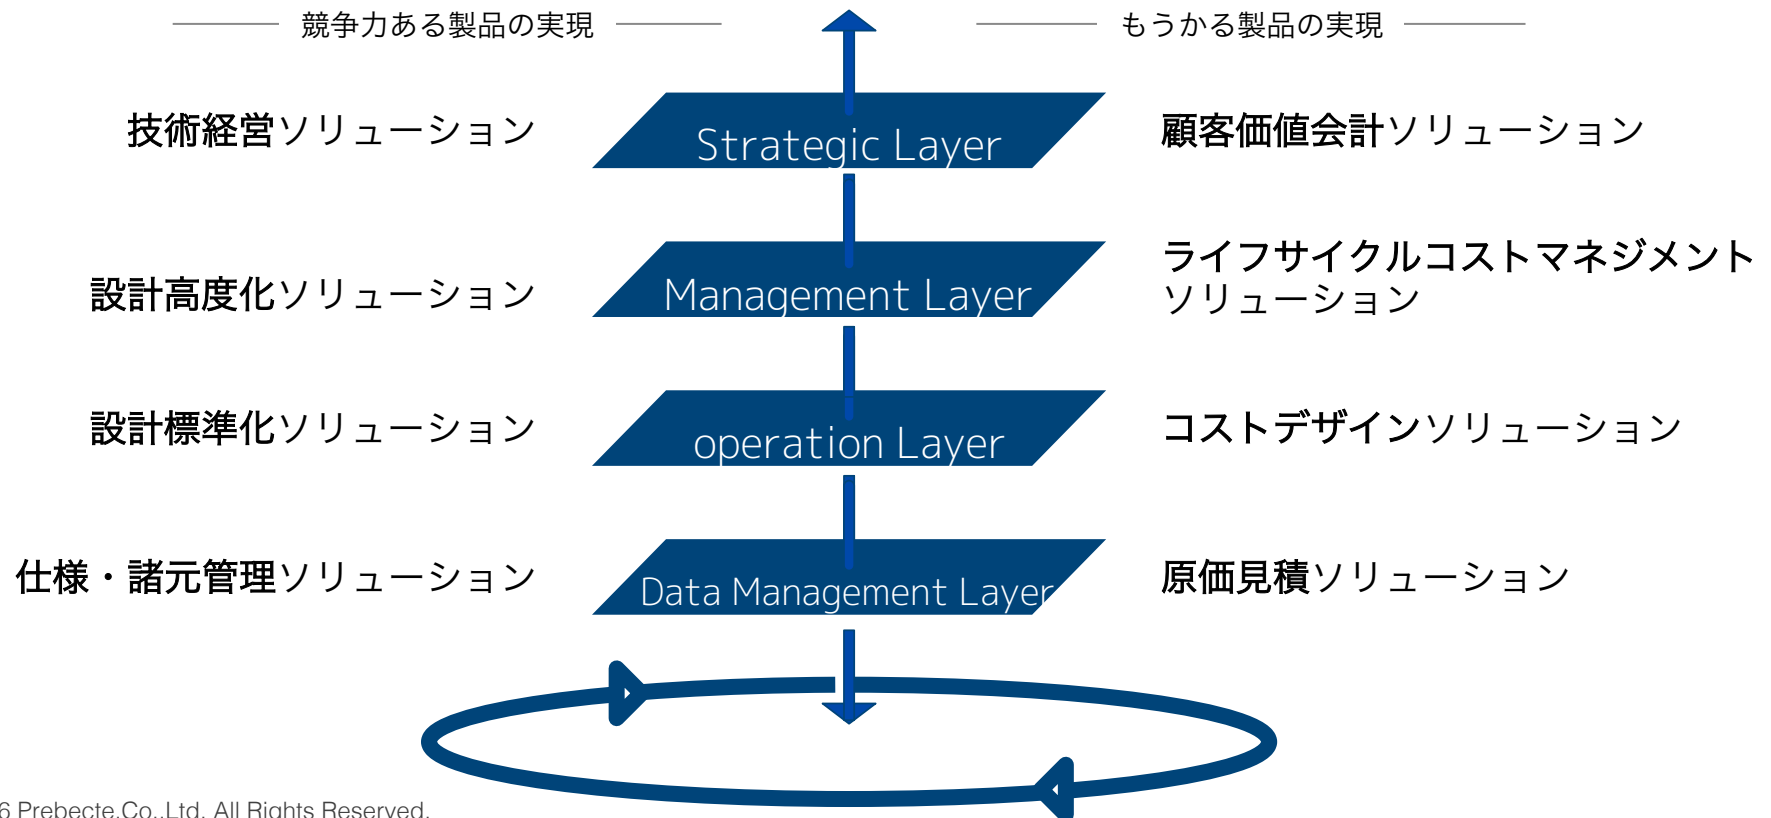 競争力ある製品の実現
もうかる製品の実現
技術経営ソリューション
Strategic Layer
顧客価値会計ソリューション
設計高度化ソリューション
Management Layer
ライフサイクルコストマネジメント
ソリューション
設計標準化ソリューション
operation Layer
コストデザインソリューション
仕様・諸元管理ソリューション
Data Management Layer
原価見積ソリューション
6 Prebecte.Co.,Ltd. All Rights Reserved.